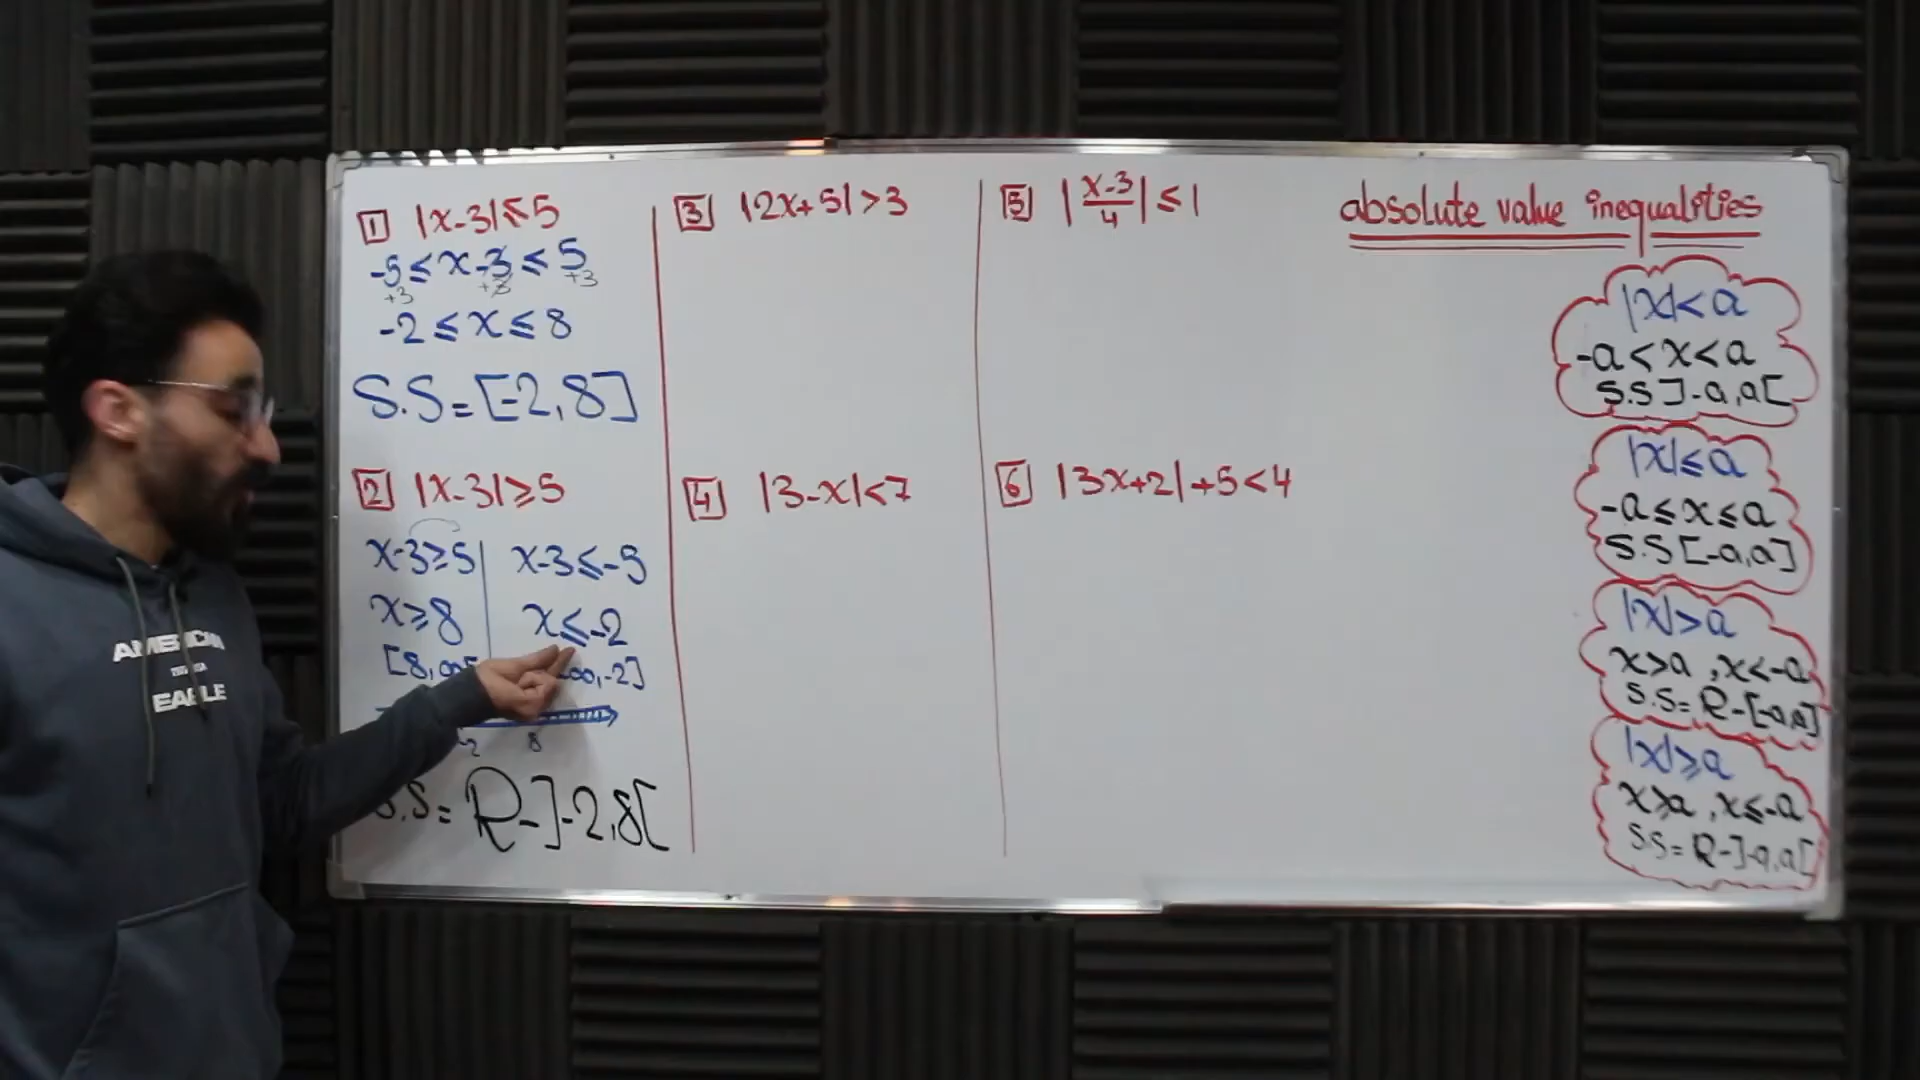 absolute value inequalities
1 |x-3|≤5
-5≤x-3≤5
+3 +3 +3
-2≤x≤8
S.S=[-2,8]
2 |x-3|≥5
x-3≥5 x-3≤-5
x≥8 x≤-2
[8,∞[ ∞,-2]
-2 8
S.S= R-]-2,8[
3 |2x+5|>3
4 |3-x|<7
5 |x-3/4|≤1
6 |3x+2|+5<4
|x|<a
-a<x<a
S.S ]-a,a[
|x|≤a
-a≤x≤a
S.S [-a,a]
|x|>a
x>a , x<-a
S.S= R-[-a,a]
|x|≥a
x≥a , x≤-a
S.S= R-]-a,a[
AMERICAN
EAGLE